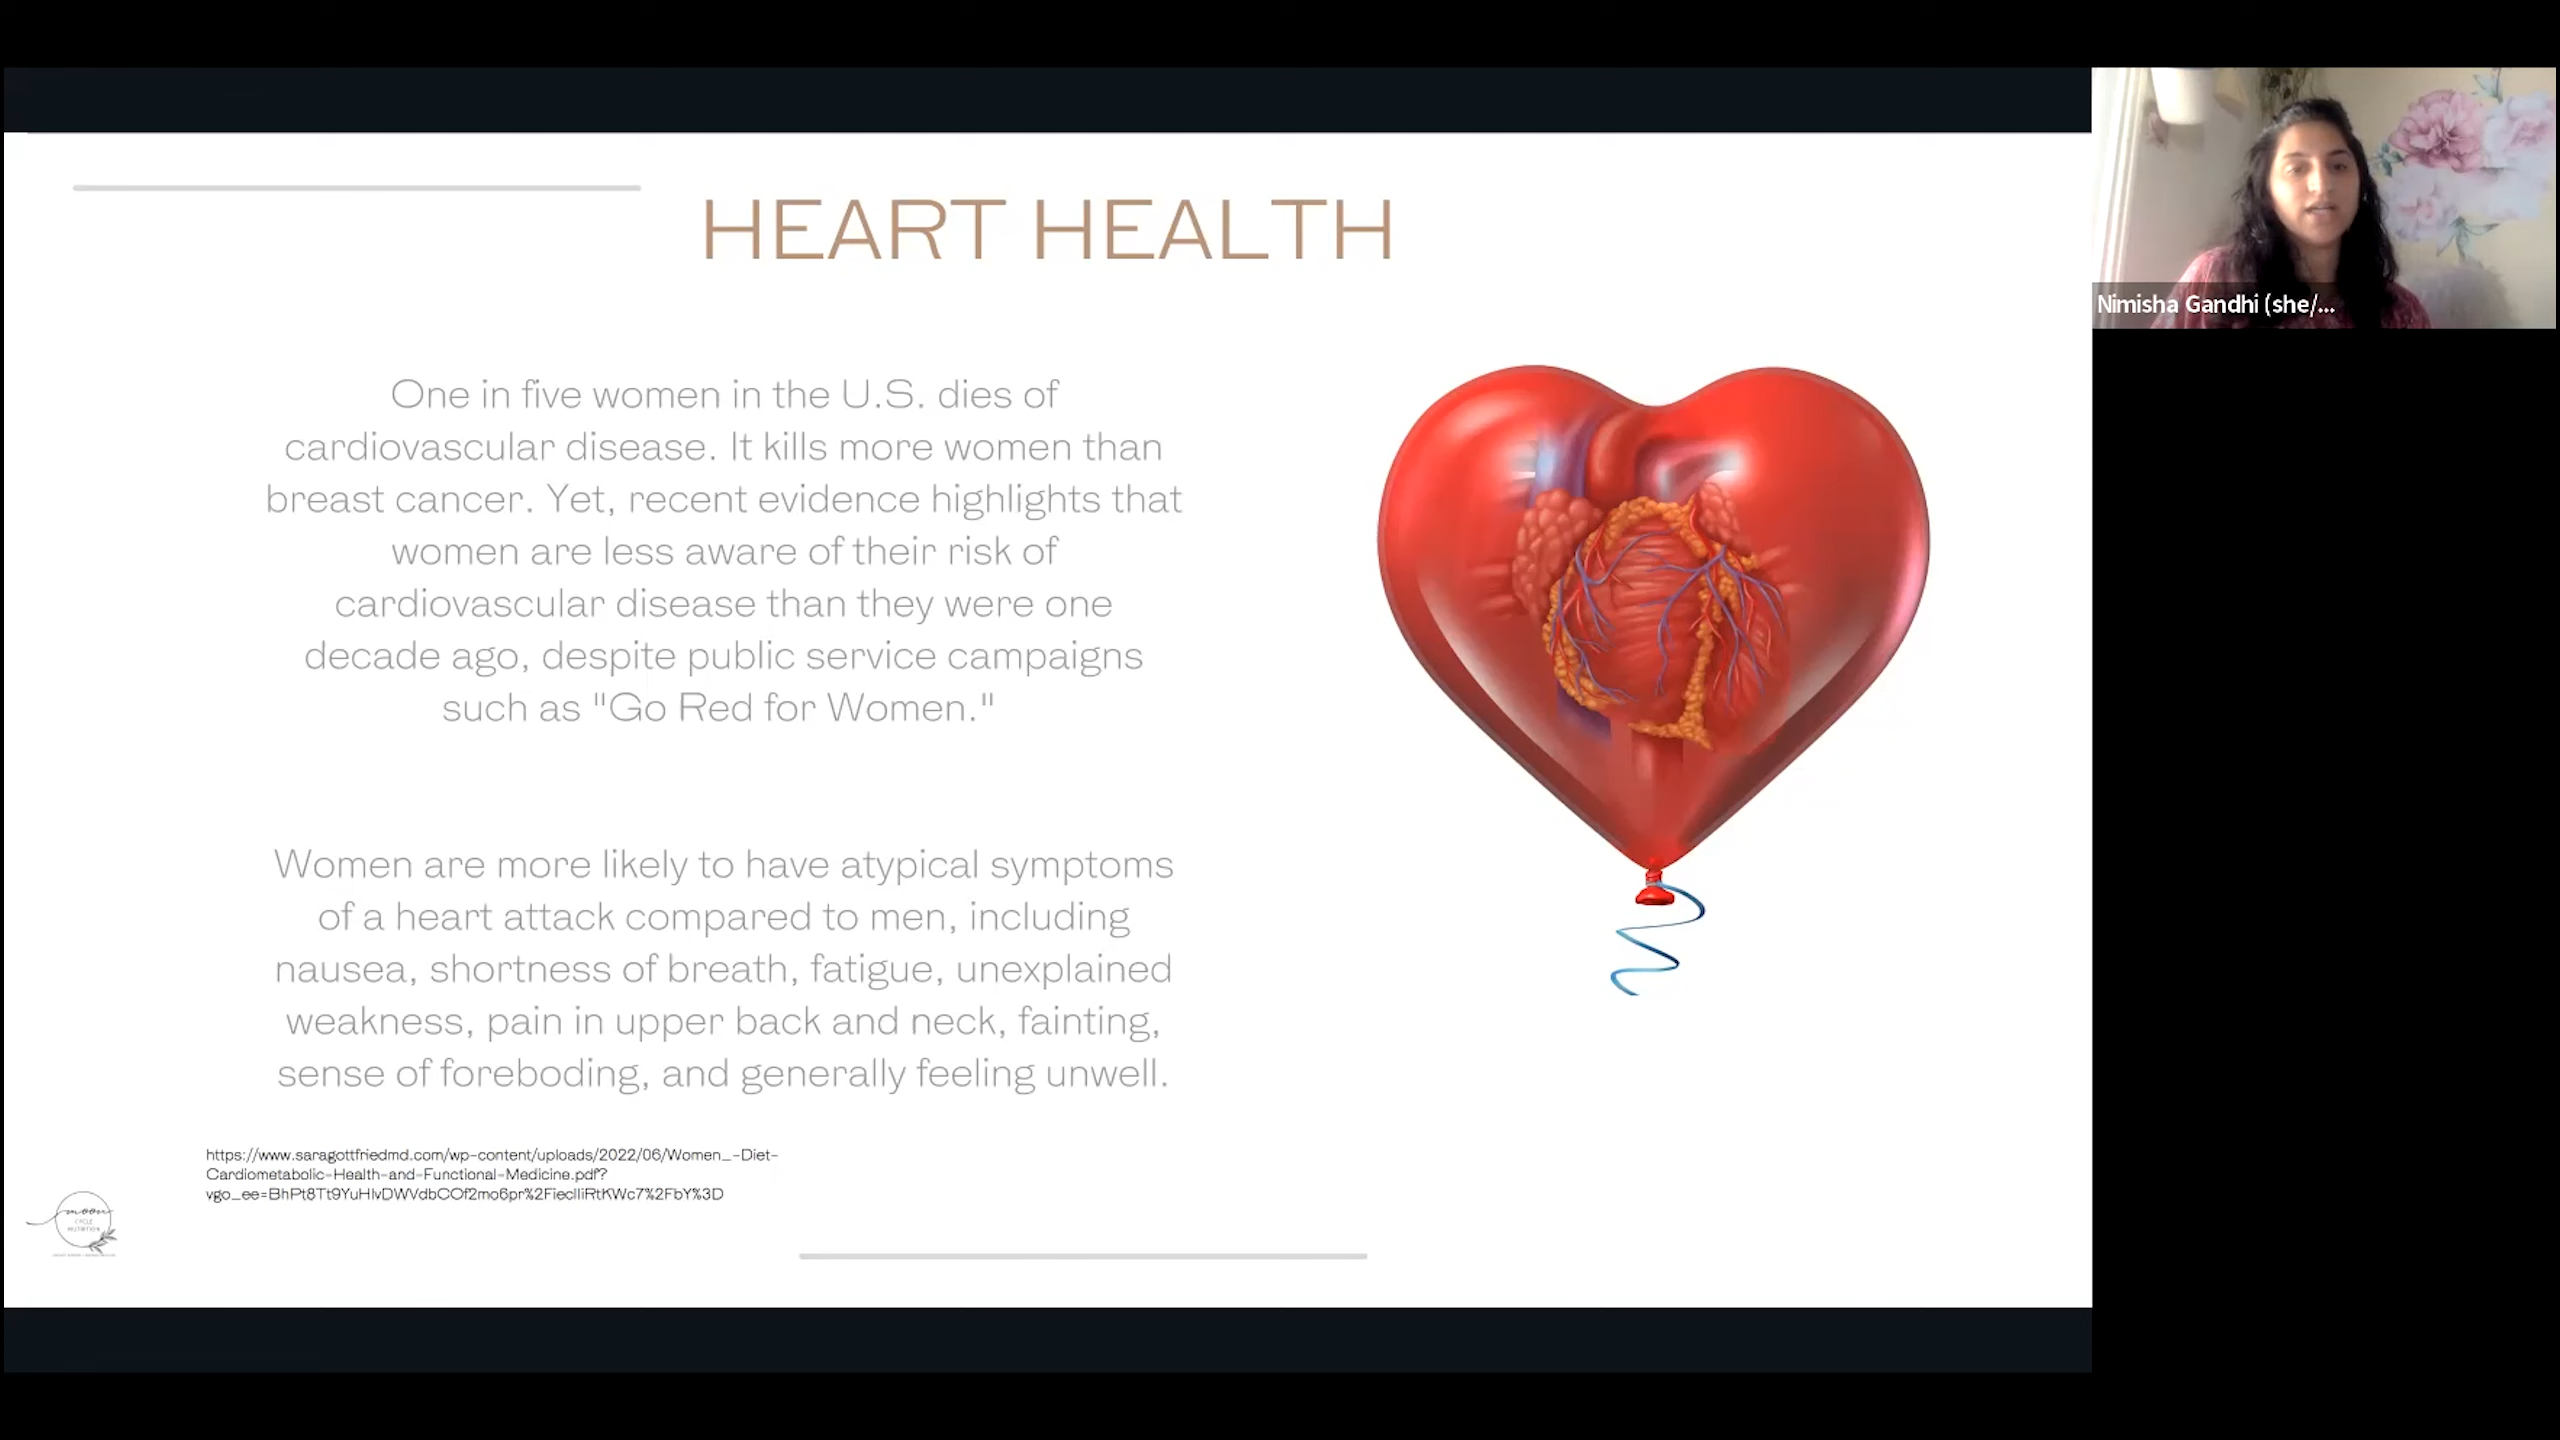 HEART HEALTH
One in five women in the U.S. dies of
cardiovascular disease. It kills more women than
breast cancer. Yet, recent evidence highlights that
women are less aware of their risk of
cardiovascular disease than they were one
decade ago, despite public service campaigns
such as "Go Red for Women."
Women are more likely to have atypical symptoms
of a heart attack compared to men, including
nausea, shortness of breath, fatigue, unexplained
weakness, pain in upper back and neck, fainting,
sense of foreboding, and generally feeling unwell.
https://www.saragottfriedmd.com/wp-content/uploads/2022/06/Women_-Diet-
Cardiometabolic-Health-and-Functional-Medicine.pdf?
moon
CYCLE
NUTRITION
Nimisha Gandhi (she/...